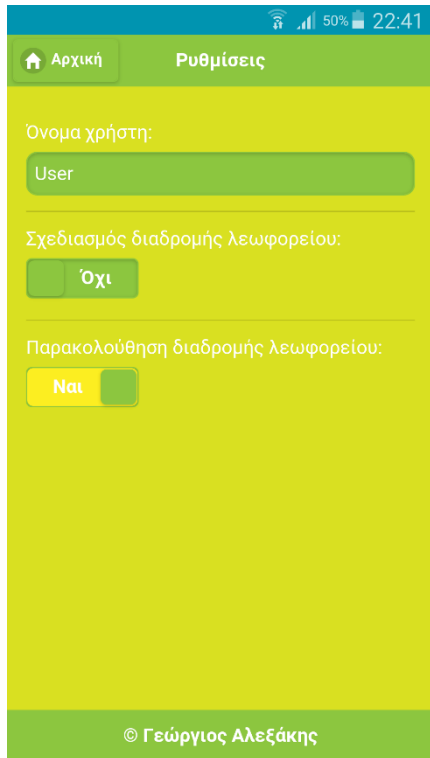 50% 22:41
Αρχική Ρυθμίσεις
Όνομα χρήστη:
User
Σχεδιασμός διαδρομής λεωφορείου:
Όχι
Παρακολούθηση διαδρομής λεωφορείου:
Ναι
© Γεώργιος Αλεξάκης